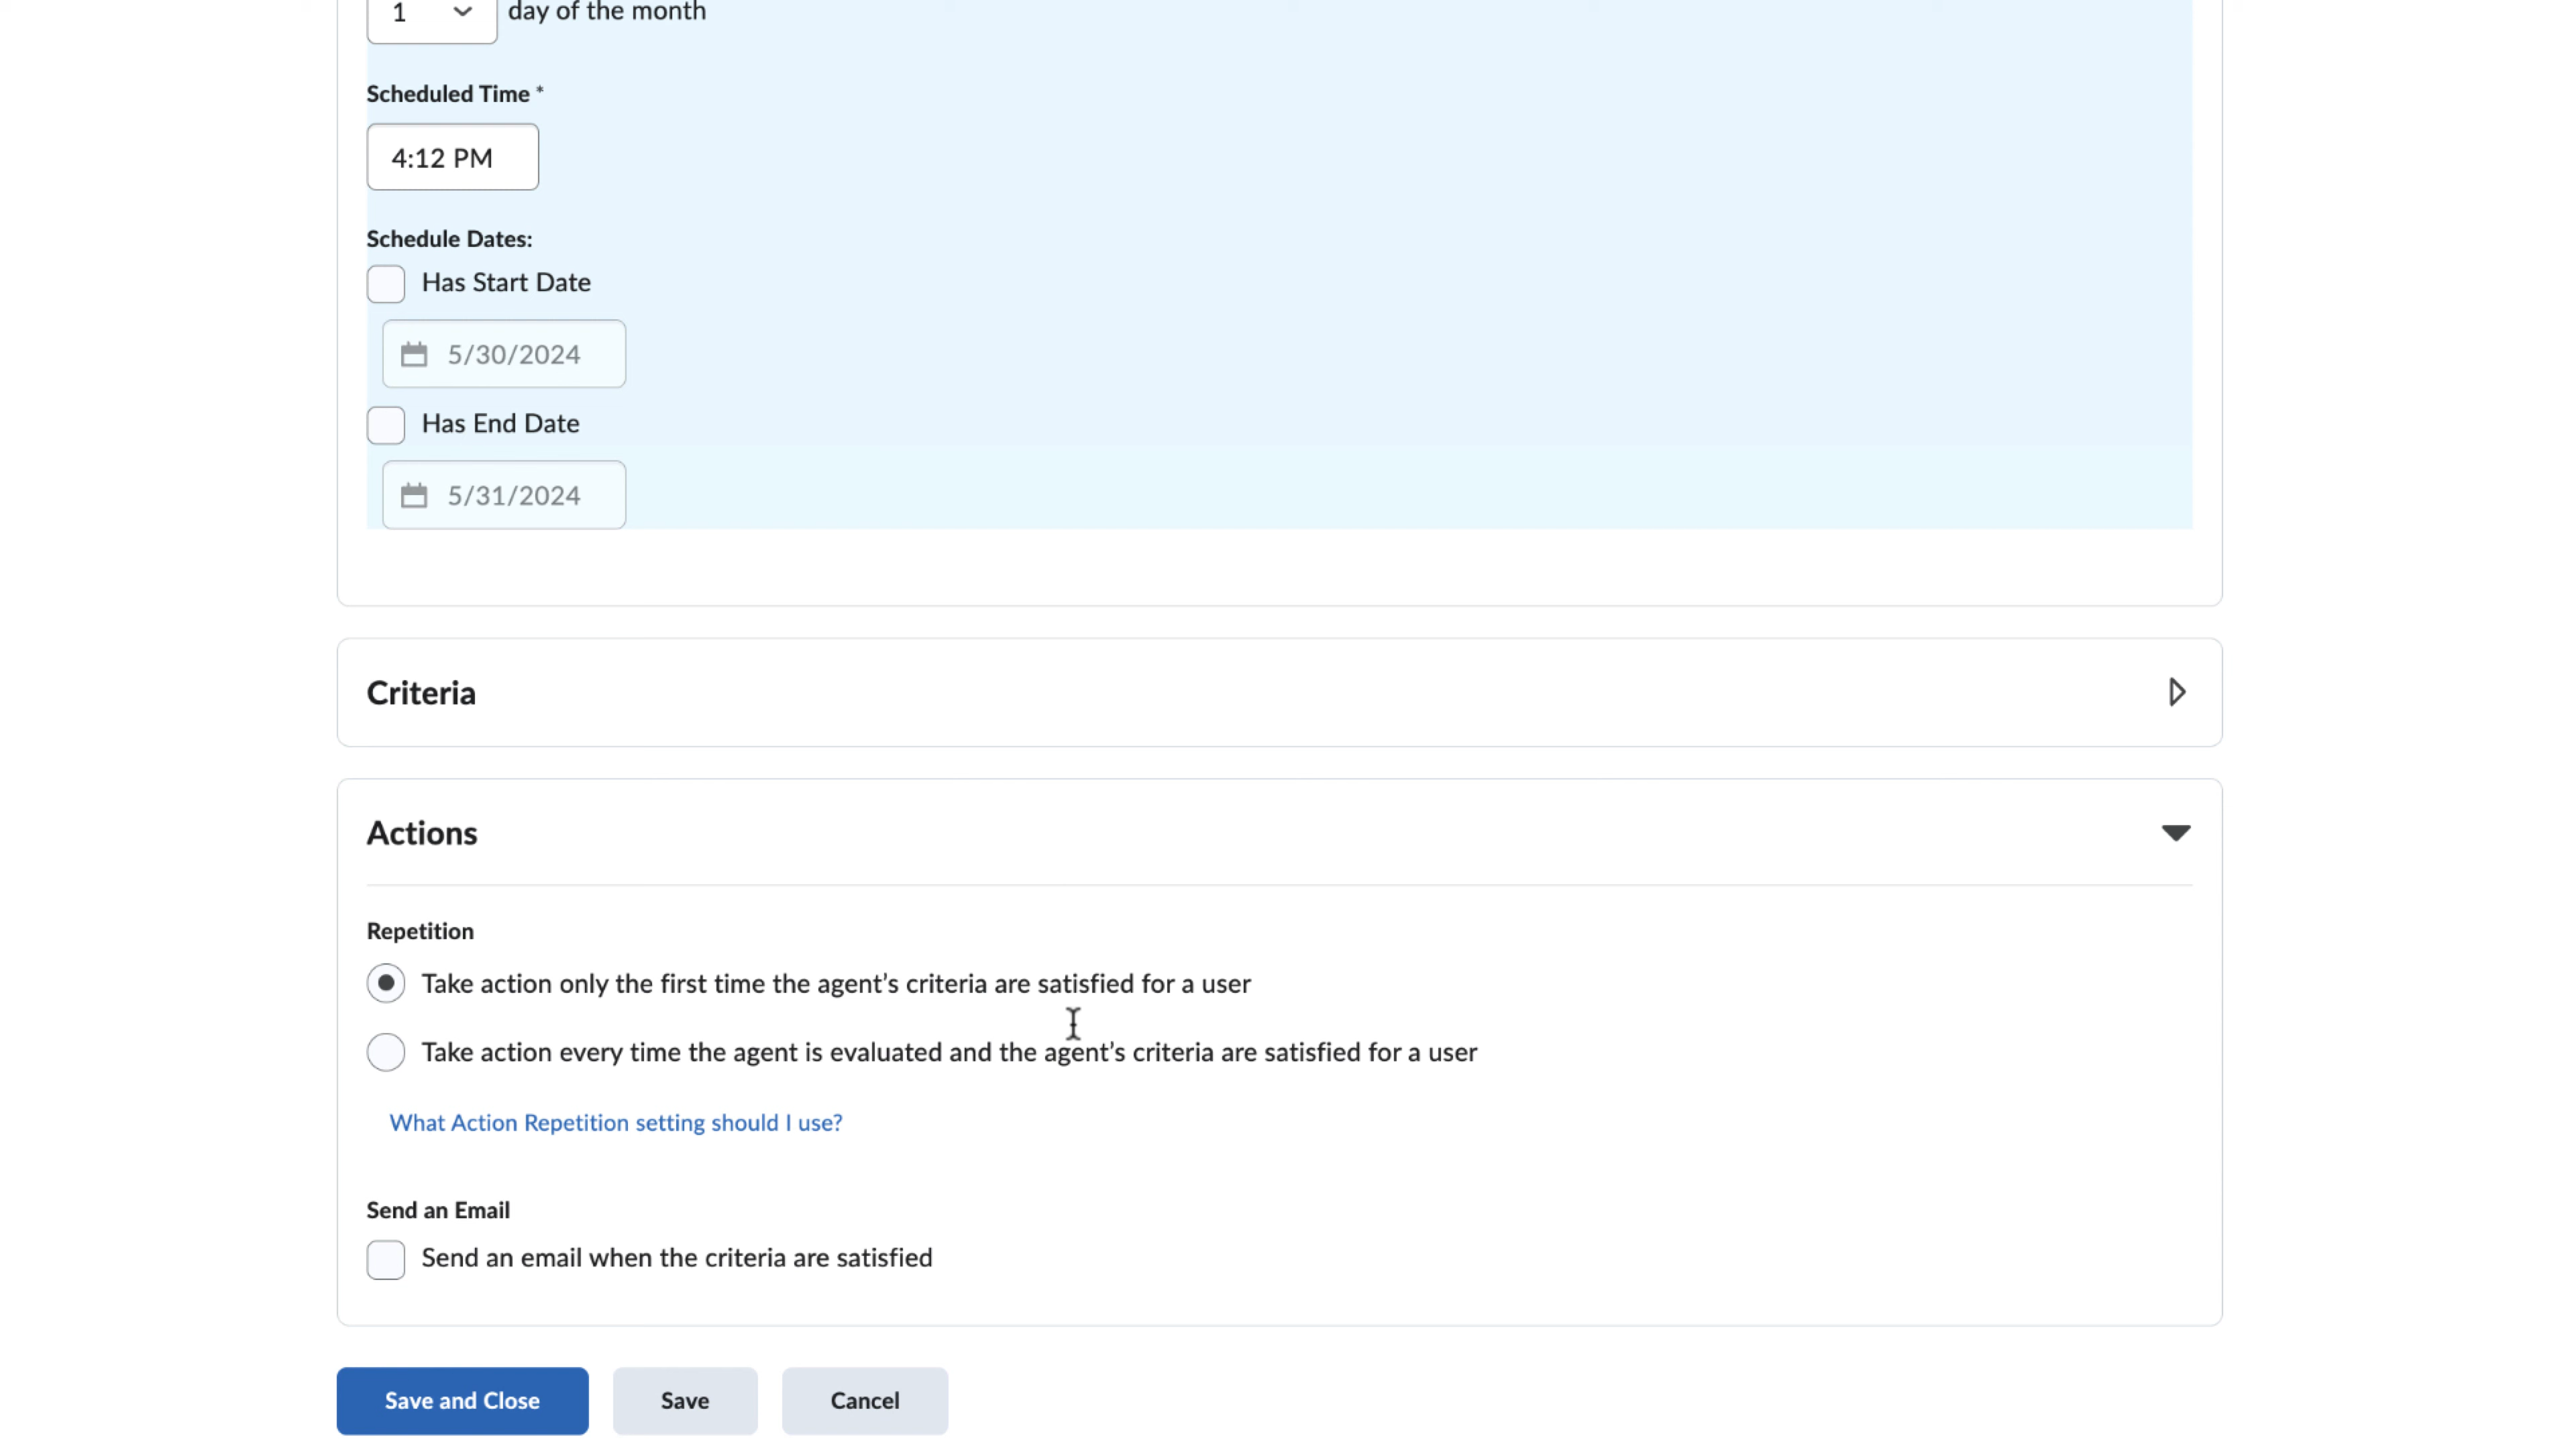 1 day of the month
Scheduled Time *
4:12 PM
Schedule Dates:
Has Start Date
5/30/2024
Has End Date
5/31/2024
Criteria
Actions
Repetition
Take action only the first time the agent’s criteria are satisfied for a user
Take action every time the agent is evaluated and the agent’s criteria are satisfied for a user
What Action Repetition setting should I use?
Send an Email
Send an email when the criteria are satisfied
Save and Close Save Cancel